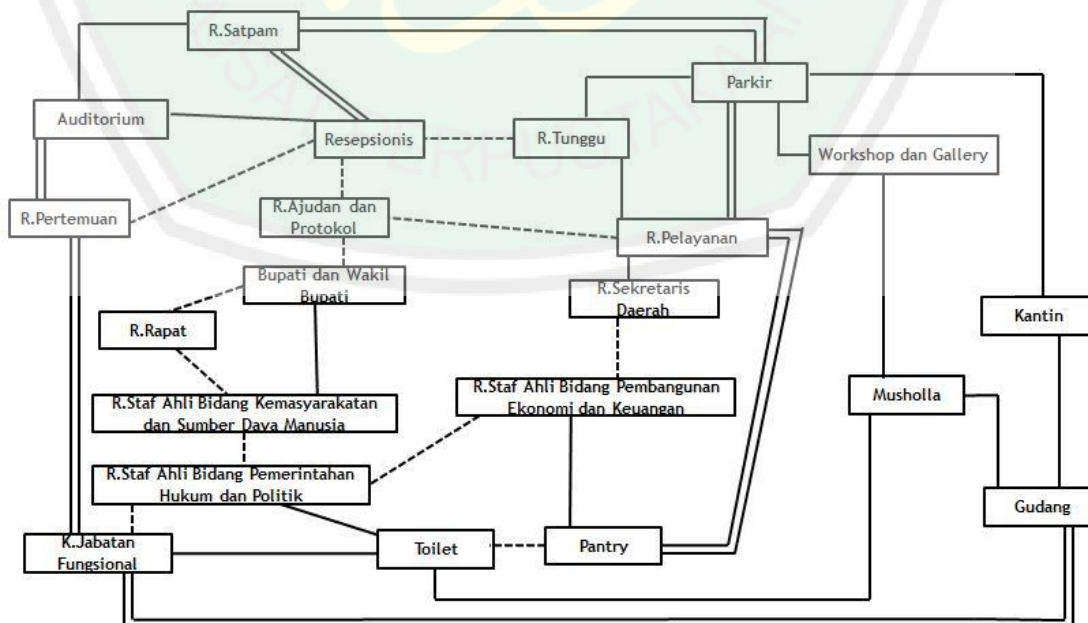 R.Satpam
Parkir
Auditorium
Resepsionis
R.Tunggu
Workshop dan Gallery
R.Pertemuan
R.Ajudan dan
Protokol
R.Pelayanan
Bupati dan Wakil
Bupati
R.Sekretaris
Daerah
R.Rapat
Kantin
R.Staf Ahli Bidang Kemasyarakatan
dan Sumber Daya Manusia
R.Staf Ahli Bidang Pembangunan
Ekonomi dan Keuangan
Musholla
R.Staf Ahli Bidang Pemerintahan
Hukum dan Politik
Gudang
K.Jabatan
Fungsional
Toilet
Pantry